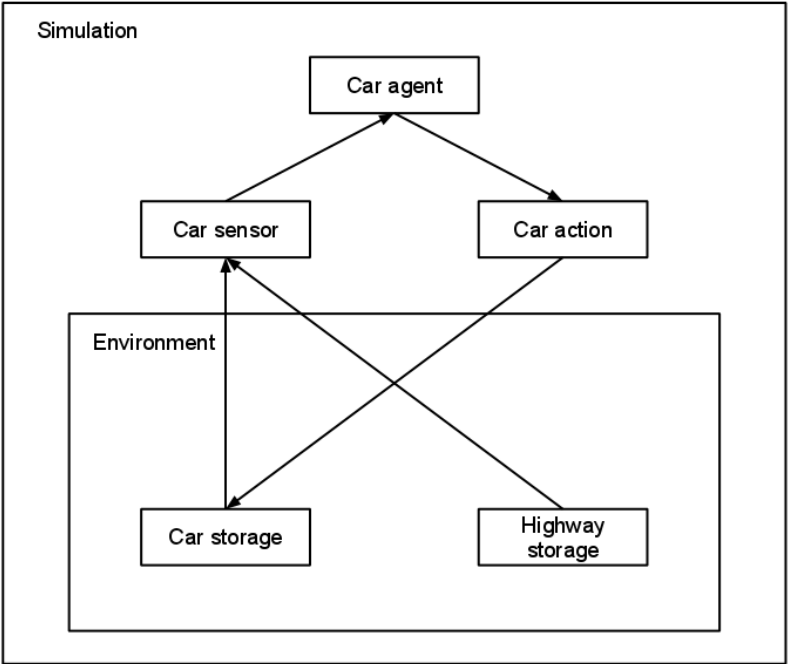 Simulation
Car agent
Car sensor
Car action
Environment
Car storage
Highway
storage